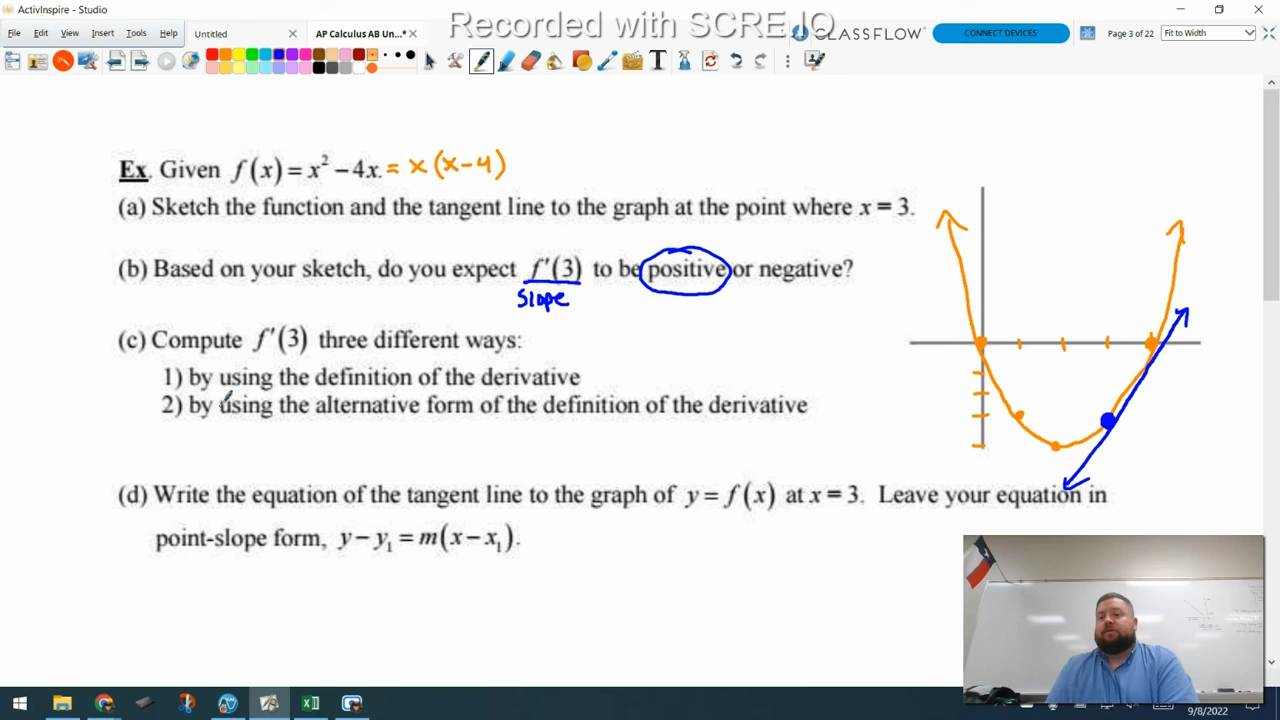 ActivInspire - Studio
Recorded with SCRE.IO
File Edit View Insert Tools Help
Untitled
AP Calculus AB Un...*
CLASSFLOW
CONNECT DEVICES
Page 3 of 22
Fit to Width
Ex. Given f(x) = x² − 4x. = x(x−4)
(a) Sketch the function and the tangent line to the graph at the point where x = 3.
(b) Based on your sketch, do you expect f′(3) to be positive or negative?
slope
(c) Compute f′(3) three different ways:
1) by using the definition of the derivative
2) by using the alternative form of the definition of the derivative
(d) Write the equation of the tangent line to the graph of y = f(x) at x = 3. Leave your equation in
point-slope form, y − y₁ = m(x − x₁).
9/8/2022